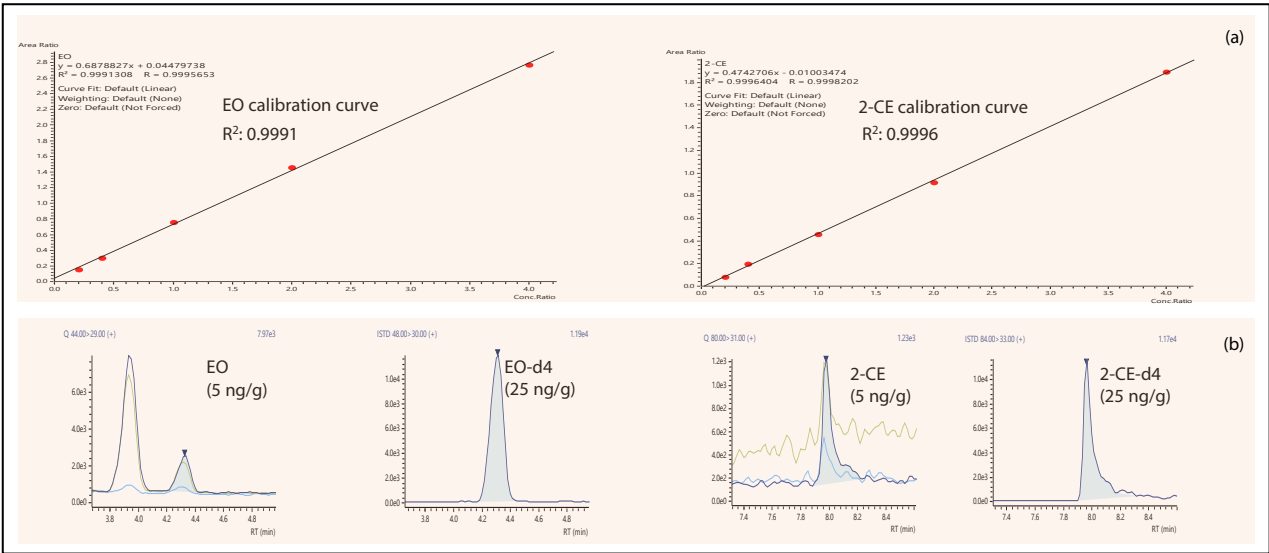 (a)
Area Ratio
EO
y = 0.6878827x + 0.04479738
R² = 0.9991308 R = 0.9995653
Curve Fit: Default (Linear)
Weighting: Default (None)
Zero: Default (Not Forced)
EO calibration curve
R²: 0.9991
2.8
2.6
2.4
2.2
2.0
1.8
1.6
1.4
1.2
1.0
0.8
0.6
0.4
0.2
0.0
0.0 0.5 1.0 1.5 2.0 2.5 3.0 3.5 4.0
Conc.Ratio
Area Ratio
2-CE
y = 0.4742706x - 0.01003474
R² = 0.9996404 R = 0.9998202
Curve Fit: Default (Linear)
Weighting: Default (None)
Zero: Default (Not Forced)
2-CE calibration curve
R²: 0.9996
1.8
1.6
1.4
1.2
1.0
0.8
0.6
0.4
0.2
0.0
0.0 0.5 1.0 1.5 2.0 2.5 3.0 3.5 4.0
Conc.Ratio
(b)
Q 44.00>29.00 (+) 7.97e3
EO
(5 ng/g)
6.0e3
4.0e3
2.0e3
0.0e0
3.8 4.0 4.2 4.4 4.6 4.8
RT (min)
ISTD 48.00>30.00 (+) 1.19e4
EO-d4
(25 ng/g)
1.0e4
8.0e3
6.0e3
4.0e3
2.0e3
0.0e0
3.8 4.0 4.2 4.4 4.6 4.8
RT (min)
Q 80.00>31.00 (+) 1.23e3
2-CE
(5 ng/g)
1.2e3
1.0e3
8.0e2
6.0e2
4.0e2
2.0e2
0.0e0
7.4 7.6 7.8 8.0 8.2 8.4
RT (min)
ISTD 84.00>33.00 (+) 1.17e4
2-CE-d4
(25 ng/g)
1.0e4
8.0e3
6.0e3
4.0e3
2.0e3
0.0e0
7.4 7.6 7.8 8.0 8.2 8.4
RT (min)